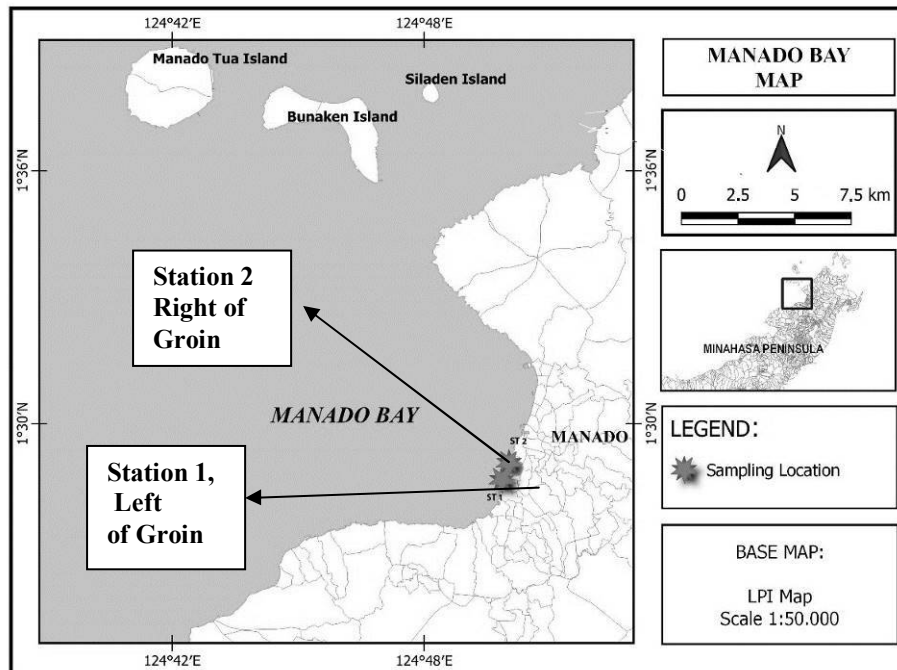 124°42'E
124°48'E
Manado Tua Island
Siladen Island
Bunaken Island
1°36'N
1°36'N
Station 2
Right of
Groin
MANADO BAY
1°30'N
1°30'N
ST 2
MANADO
Station 1,
Left
of Groin
ST 1
124°42'E
124°48'E
MANADO BAY
MAP
N
0 2.5 5 7.5 km
MINAHASA PENINSULA
LEGEND:
Sampling Location
BASE MAP:
LPI Map
Scale 1:50.000